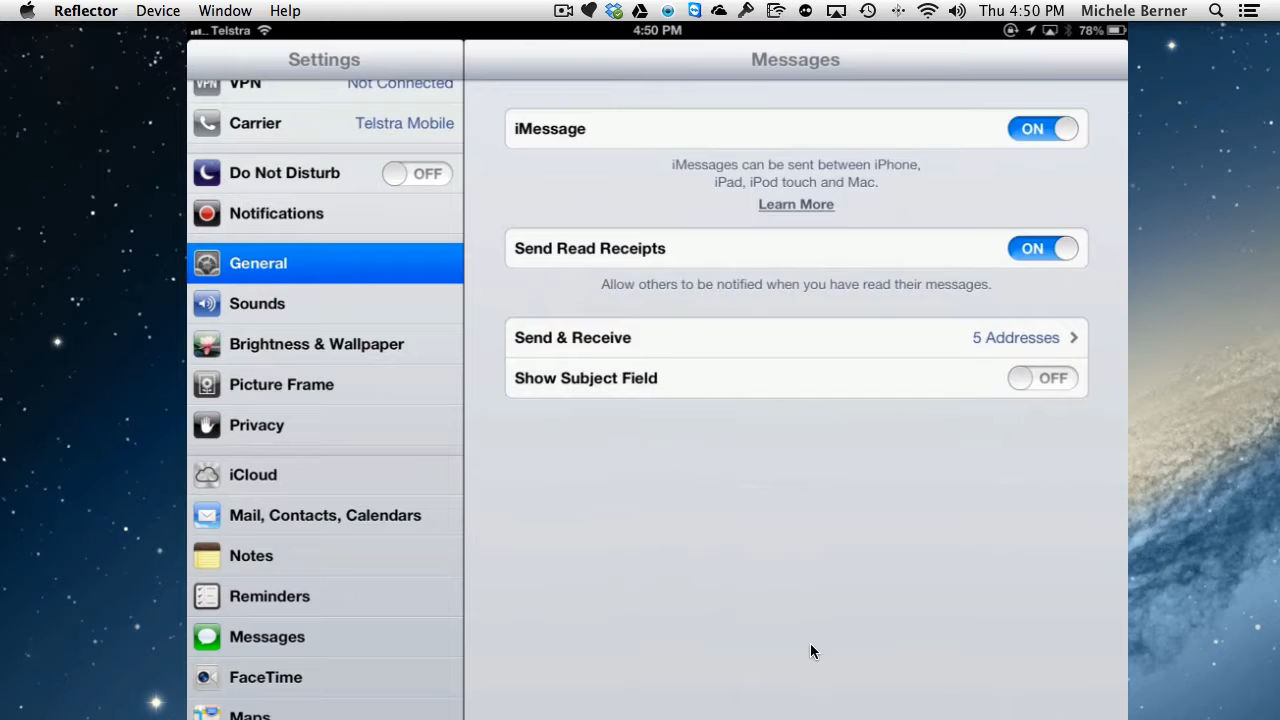 Reflector Device Window Help Thu 4:50 PM Michele Berner
Telstra 4:50 PM 78%
Settings
Messages
VPN Not Connected
Carrier Telstra Mobile
Do Not Disturb OFF
Notifications
General
Sounds
Brightness & Wallpaper
Picture Frame
Privacy
iCloud
Mail, Contacts, Calendars
Notes
Reminders
Messages
FaceTime
Maps
iMessage ON
iMessages can be sent between iPhone,
iPad, iPod touch and Mac.
Learn More
Send Read Receipts ON
Allow others to be notified when you have read their messages.
Send & Receive 5 Addresses
Show Subject Field OFF